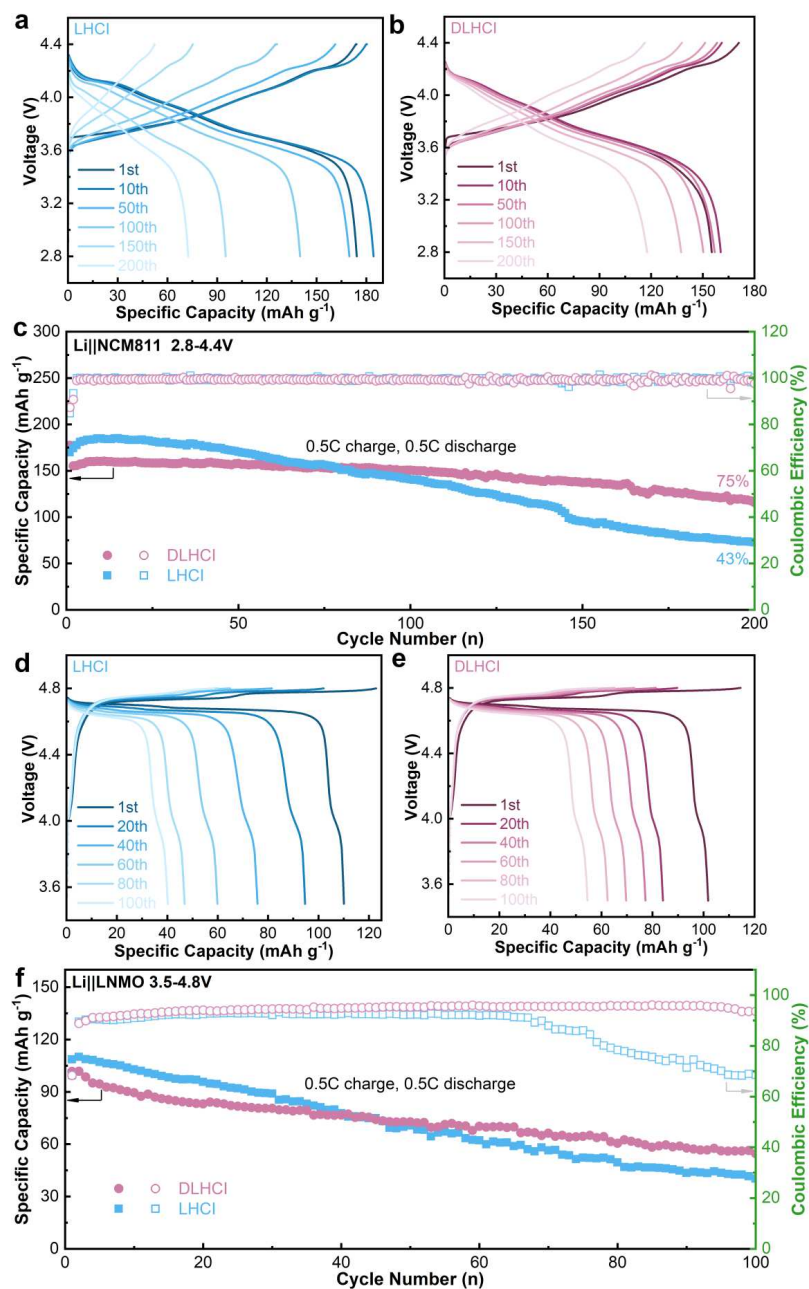 a
LHCI
4.4
4.0
3.6
3.2
2.8
Voltage (V)
1st
10th
50th
100th
150th
200th
0 30 60 90 120 150 180
Specific Capacity (mAh g-1)
b
DLHCI
4.4
4.0
3.6
3.2
2.8
Voltage (V)
1st
10th
50th
100th
150th
200th
0 30 60 90 120 150 180
Specific Capacity (mAh g-1)
c
Li||NCM811 2.8-4.4V
300
250
200
150
100
50
0
Specific Capacity (mAh g-1)
0.5C charge, 0.5C discharge
75%
43%
DLHCI
LHCI
120
100
80
60
40
20
0
Coulombic Efficiency (%)
0 50 100 150 200
Cycle Number (n)
d
LHCI
4.8
4.4
4.0
3.6
Voltage (V)
1st
20th
40th
60th
80th
100th
0 20 40 60 80 100 120
Specific Capacity (mAh g-1)
e
DLHCI
4.8
4.4
4.0
3.6
Voltage (V)
1st
20th
40th
60th
80th
100th
0 20 40 60 80 100 120
Specific Capacity (mAh g-1)
f
Li||LNMO 3.5-4.8V
150
120
90
60
30
0
Specific Capacity (mAh g-1)
0.5C charge, 0.5C discharge
DLHCI
LHCI
100
80
60
40
20
0
Coulombic Efficiency (%)
0 20 40 60 80 100
Cycle Number (n)